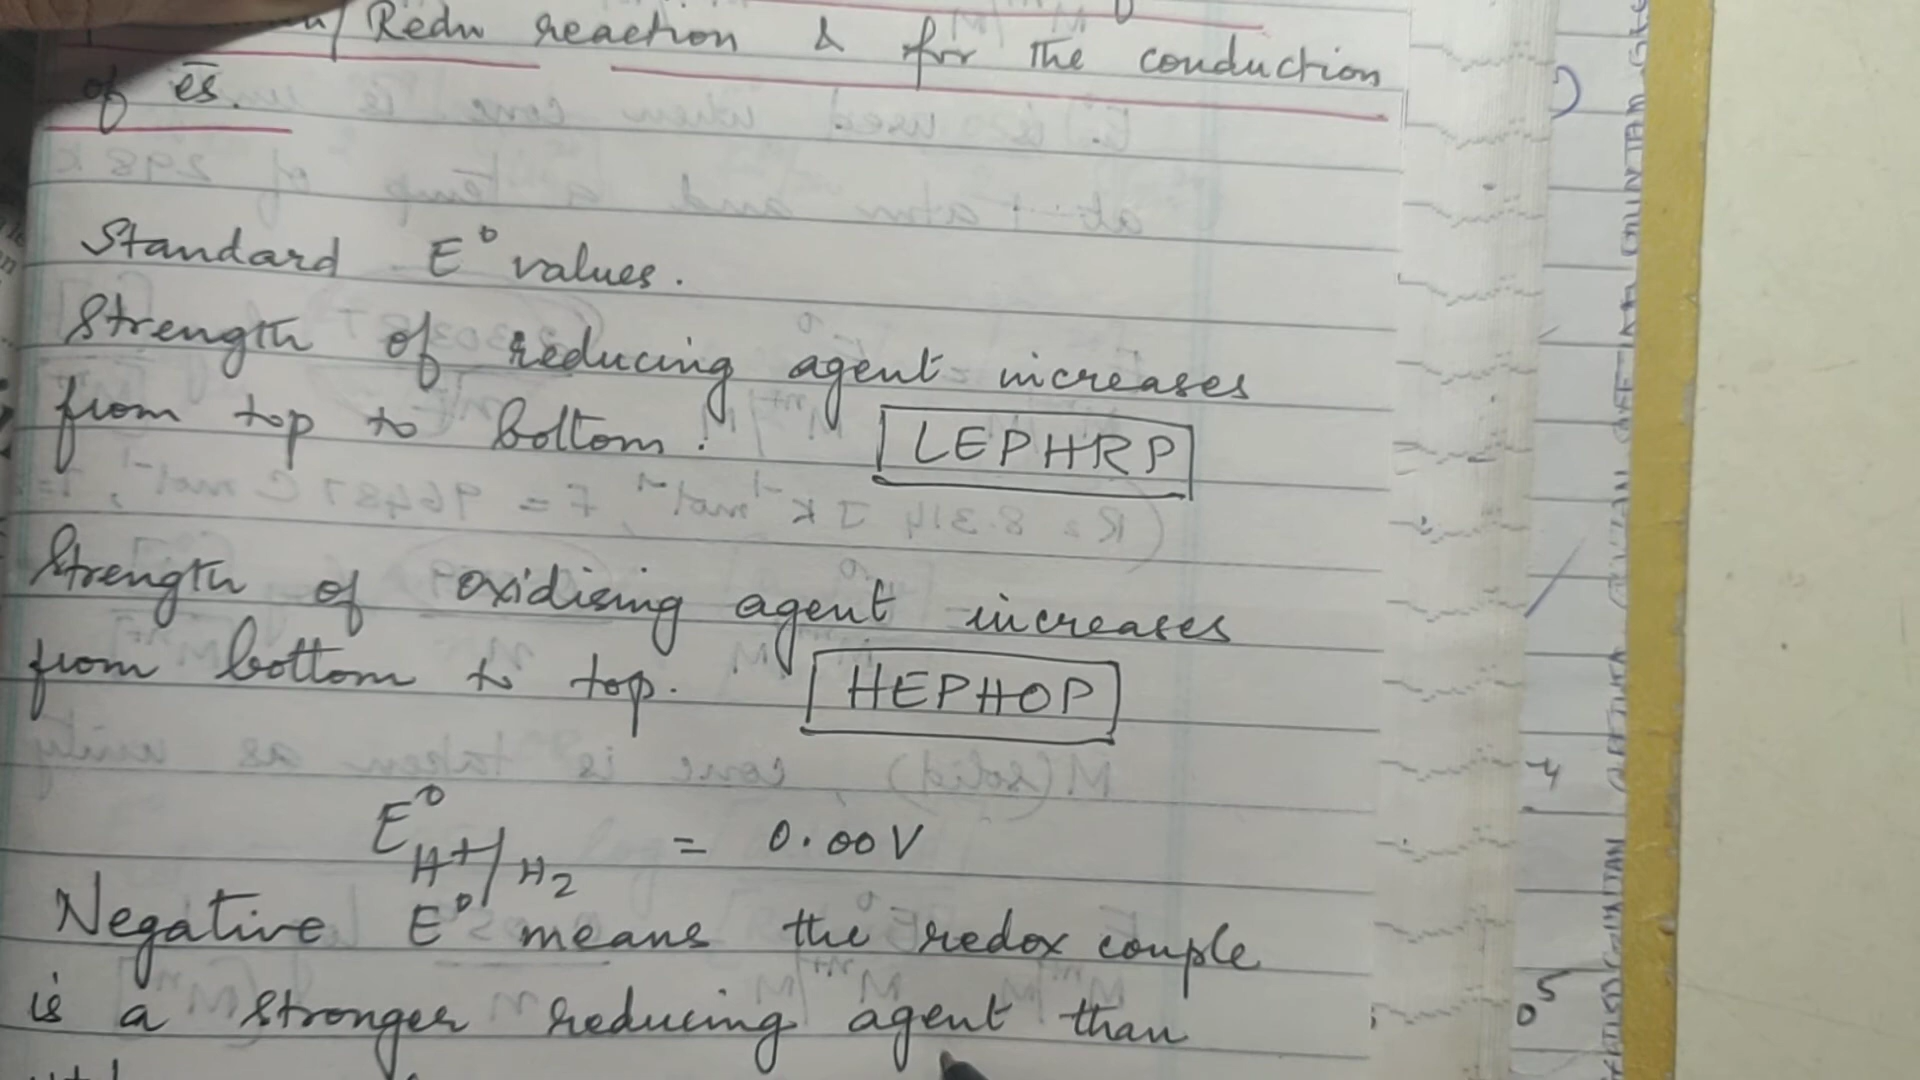 Redn reaction & for the conduction
of ēs.
Standard E° values.
Strength of reducing agent increases
from top to bottom. LEPHRP
Strength of oxidising agent increases
from bottom to top. HEPHOP
E°H+/H2 = 0.00V
Negative E° means the redox couple
is a stronger reducing agent than